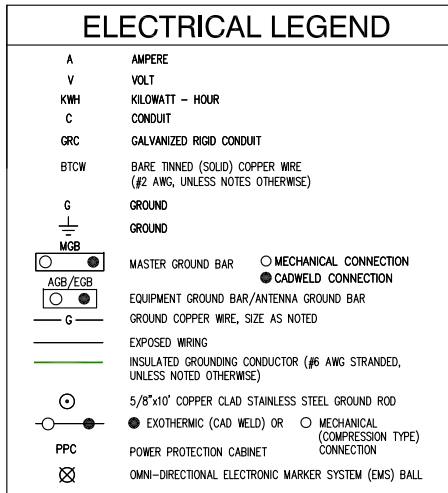 ELECTRICAL LEGEND
A AMPERE
V VOLT
KWH KILOWATT - HOUR
C CONDUIT
GRC GALVANIZED RIGID CONDUIT
BTCW BARE TINNED (SOLID) COPPER WIRE
(#2 AWG, UNLESS NOTES OTHERWISE)
G GROUND
GROUND
MGB
MASTER GROUND BAR MECHANICAL CONNECTION
CADWELD CONNECTION
AGB/EGB
EQUIPMENT GROUND BAR/ANTENNA GROUND BAR
G GROUND COPPER WIRE, SIZE AS NOTED
EXPOSED WIRING
INSULATED GROUNDING CONDUCTOR (#6 AWG STRANDED,
UNLESS NOTED OTHERWISE)
5/8"x10' COPPER CLAD STAINLESS STEEL GROUND ROD
EXOTHERMIC (CAD WELD) OR MECHANICAL
(COMPRESSION TYPE)
CONNECTION
PPC POWER PROTECTION CABINET
OMNI-DIRECTIONAL ELECTRONIC MARKER SYSTEM (EMS) BALL